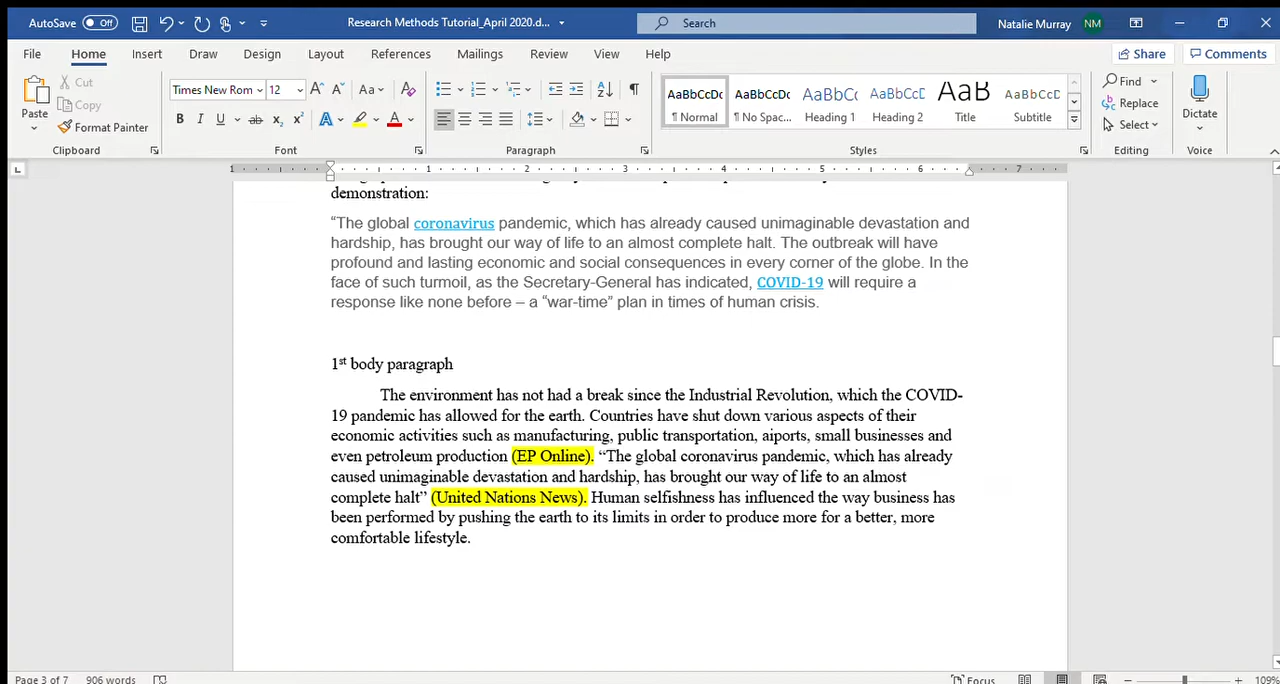 AutoSave Off Research Methods Tutorial_April 2020.d... Search Natalie Murray NM
File Home Insert Draw Design Layout References Mailings Review View Help Share Comments
Paste Cut Copy Format Painter
Times New Rom 12 Aa
B I U ab x₂ x² A A
AaBbCcDc AaBbCcDc AaBbCc AaBbCcD AaB AaBbCcD
¶ Normal ¶ No Spac... Heading 1 Heading 2 Title Subtitle
Find Replace Select Dictate
Clipboard Font Paragraph Styles Editing Voice
1 1 2 3 4 5 6 7
demonstration:
“The global coronavirus pandemic, which has already caused unimaginable devastation and
hardship, has brought our way of life to an almost complete halt. The outbreak will have
profound and lasting economic and social consequences in every corner of the globe. In the
face of such turmoil, as the Secretary-General has indicated, COVID-19 will require a
response like none before – a “war-time” plan in times of human crisis.
1st body paragraph
The environment has not had a break since the Industrial Revolution, which the COVID-
19 pandemic has allowed for the earth. Countries have shut down various aspects of their
economic activities such as manufacturing, public transportation, aiports, small businesses and
even petroleum production (EP Online). “The global coronavirus pandemic, which has already
caused unimaginable devastation and hardship, has brought our way of life to an almost
complete halt” (United Nations News). Human selfishness has influenced the way business has
been performed by pushing the earth to its limits in order to produce more for a better, more
comfortable lifestyle.
Page 3 of 7 906 words Focus 109%